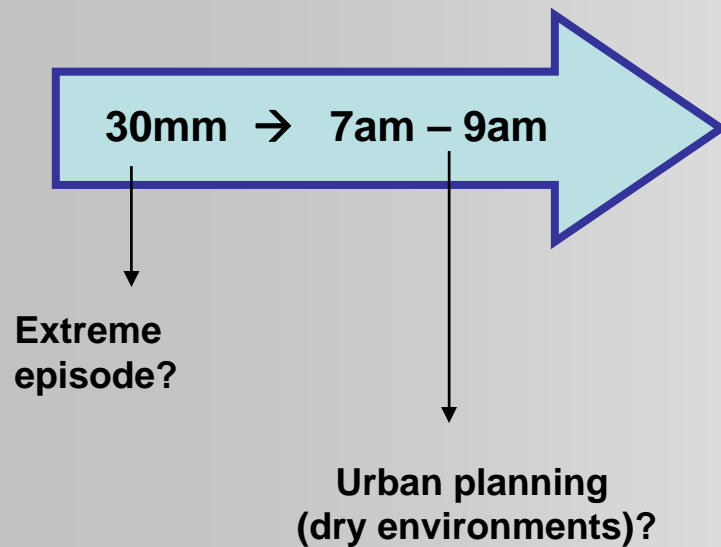 30mm → 7am – 9am
Extreme
episode?
Urban planning
(dry environments)?